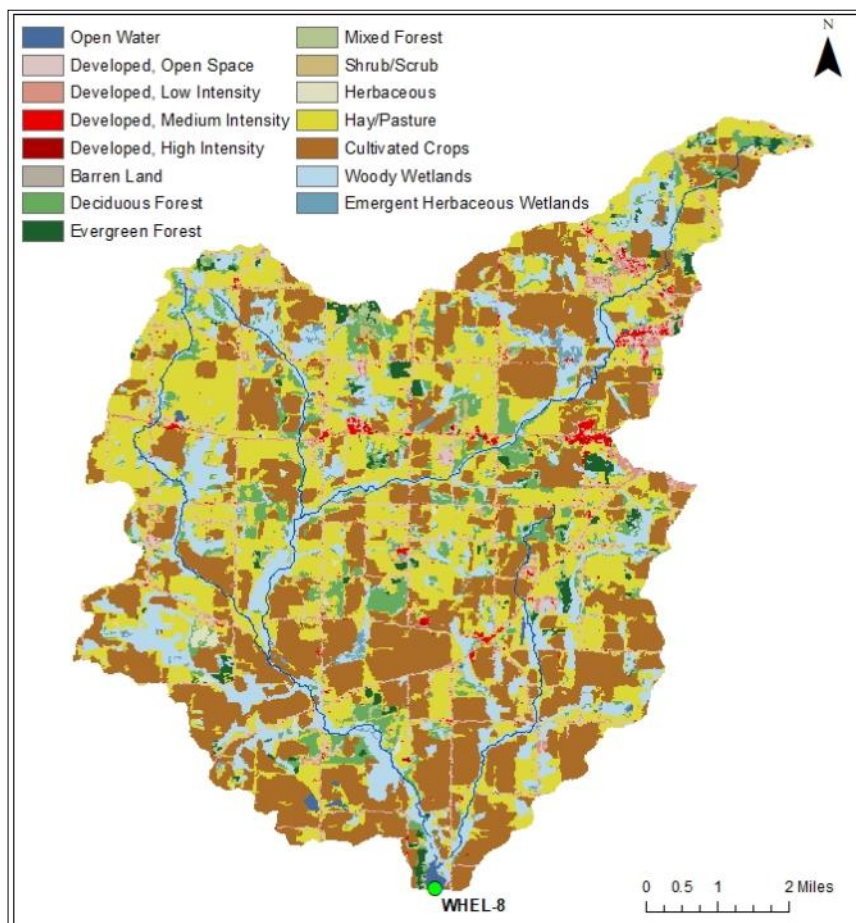 Open Water
Developed, Open Space
Developed, Low Intensity
Developed, Medium Intensity
Developed, High Intensity
Barren Land
Deciduous Forest
Evergreen Forest
Mixed Forest
Shrub/Scrub
Herbaceous
Hay/Pasture
Cultivated Crops
Woody Wetlands
Emergent Herbaceous Wetlands
N
WHEL-8
0 0.5 1 2 Miles